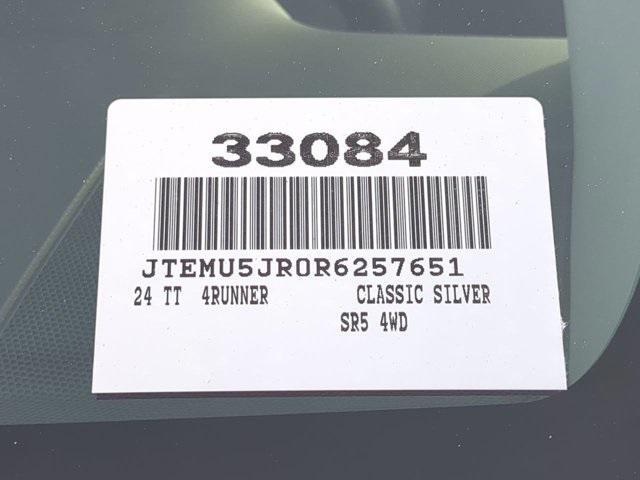 33084
JTEMU5JR0R6257651
24 TT 4RUNNER CLASSIC SILVER
SR5 4WD